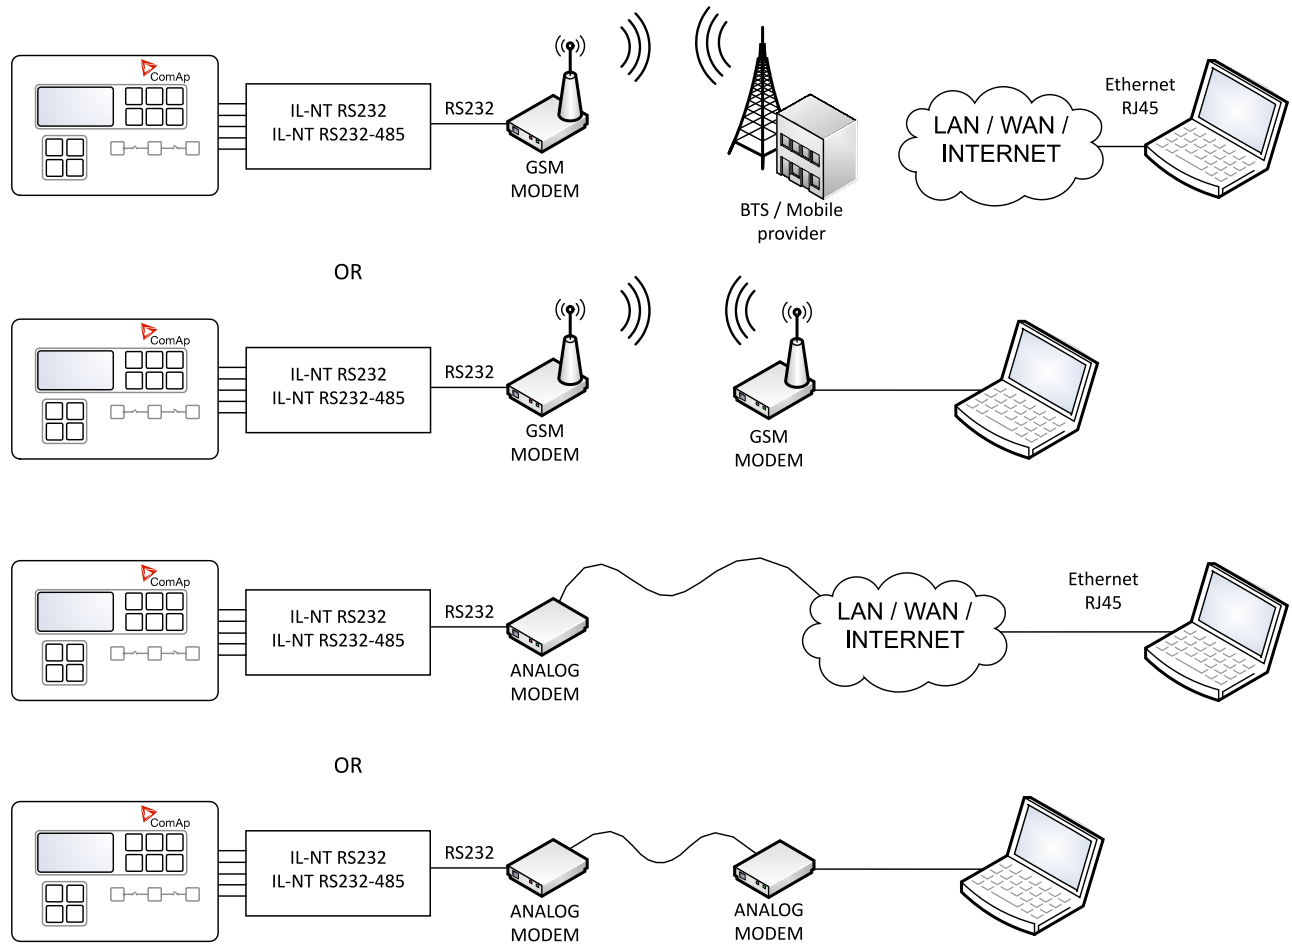 ComAp
IL-NT RS232
IL-NT RS232-485
RS232
GSM
MODEM
BTS / Mobile
provider
LAN / WAN /
INTERNET
Ethernet
RJ45
OR
ComAp
IL-NT RS232
IL-NT RS232-485
RS232
GSM
MODEM
GSM
MODEM
ComAp
IL-NT RS232
IL-NT RS232-485
RS232
ANALOG
MODEM
LAN / WAN /
INTERNET
Ethernet
RJ45
OR
ComAp
IL-NT RS232
IL-NT RS232-485
RS232
ANALOG
MODEM
ANALOG
MODEM